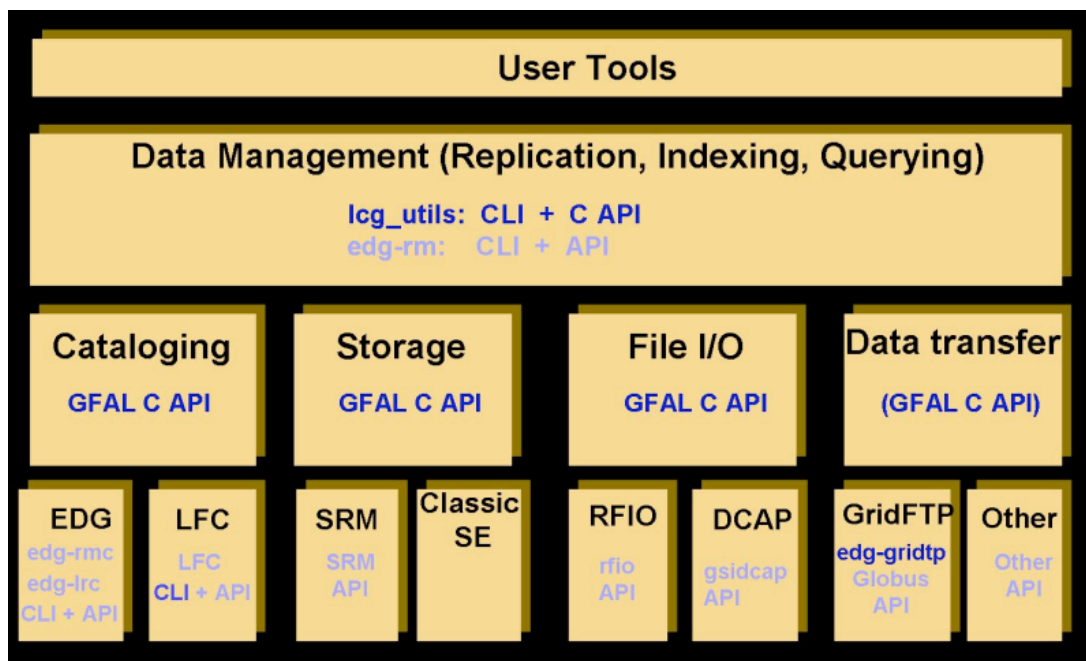 User Tools
Data Management (Replication, Indexing, Querying)
lcg_utils: CLI + C API
edg-rm: CLI + API
Cataloging
GFAL C API
Storage
GFAL C API
File I/O
GFAL C API
Data transfer
(GFAL C API)
EDG
edg-rmc
edg-lrc
CLI + API
LFC
LFC
CLI + API
SRM
SRM
API
Classic
SE
RFIO
rfio
API
DCAP
gsidcap
API
GridFTP
edg-gridtp
Globus
API
Other
Other
API